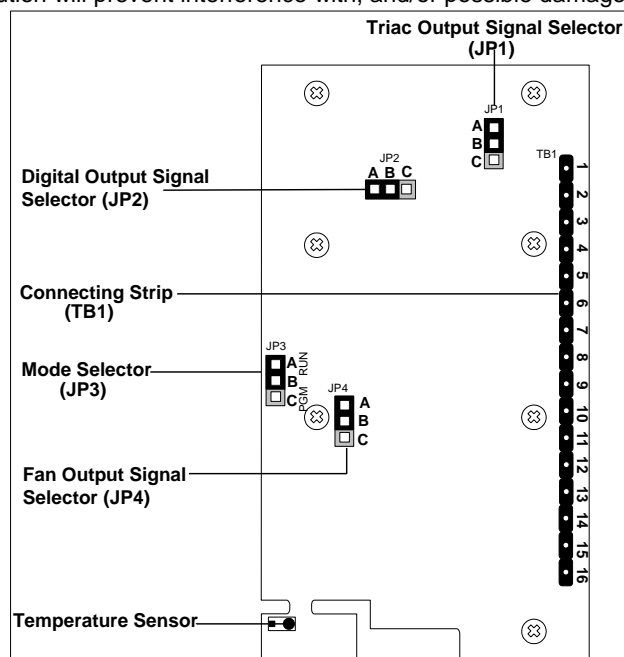 ution will prevent interference with, and/or possible damage
Triac Output Signal Selector
(JP1)
JP1
A
B
C
TB1
JP2
A B C
Digital Output Signal
Selector (JP2)
Connecting Strip
(TB1)
JP3
A
B
C
RUN
PGM
Mode Selector
(JP3)
JP4
A
B
C
Fan Output Signal
Selector (JP4)
Temperature Sensor
1
2
3
4
5
6
7
8
9
10
11
12
13
14
15
16